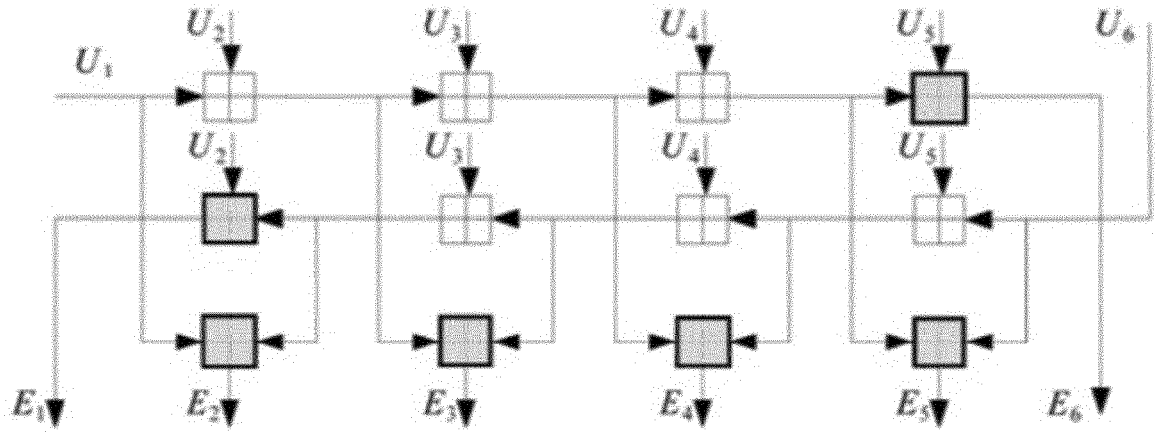 U₂ U₃ U₄ U₅ U₆
U₁
U₂ U₃ U₄ U₅
E₁ E₂ E₃ E₄ E₅ E₆